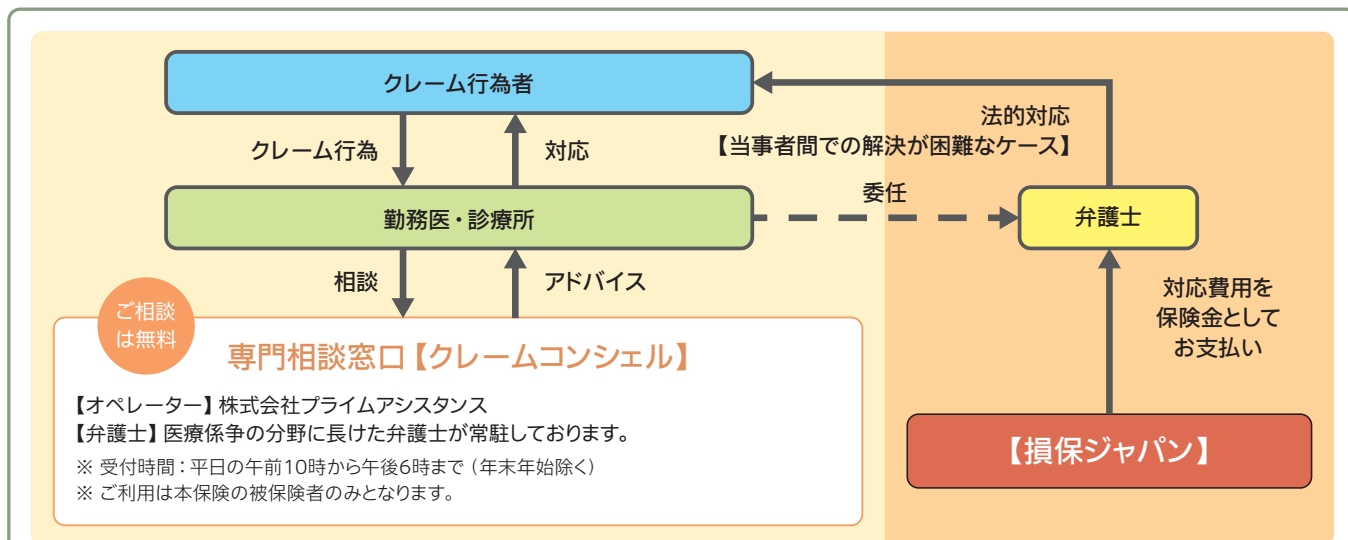 クレーム行為者
クレーム行為
対応
法的対応
【当事者間での解決が困難なケース】
勤務医・診療所
委任
弁護士
相談
アドバイス
対応費用を
保険金として
お支払い
ご相談
は無料
専門相談窓口【クレームコンシェル】
【オペレーター】株式会社プライムアシスタンス
【弁護士】医療係争の分野に長けた弁護士が常駐しております。
※ 受付時間：平日の午前10時から午後6時まで（年末年始除く）
※ ご利用は本保険の被保険者のみとなります。
【損保ジャパン】